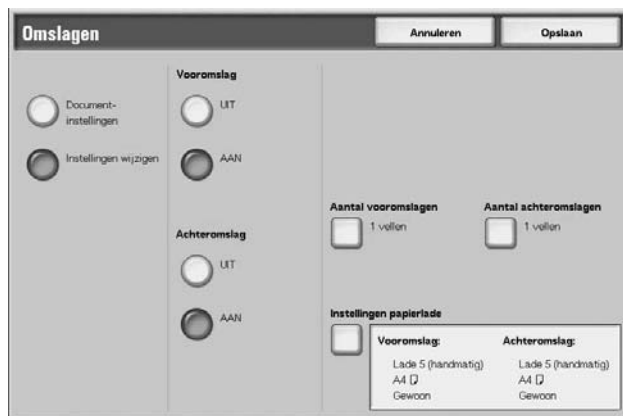 Omslagen
Annuleren
Opslaan
Document-
instellingen
Instellingen wijzigen
Vooromslag
UIT
AAN
Achteromslag
UIT
AAN
Aantal vooromslagen
1 vellen
Aantal achteromslagen
1 vellen
Instellingen papierlade
Vooromslag:
Lade 5 (handmatig)
A4
Gewoon
Achteromslag:
Lade 5 (handmatig)
A4
Gewoon